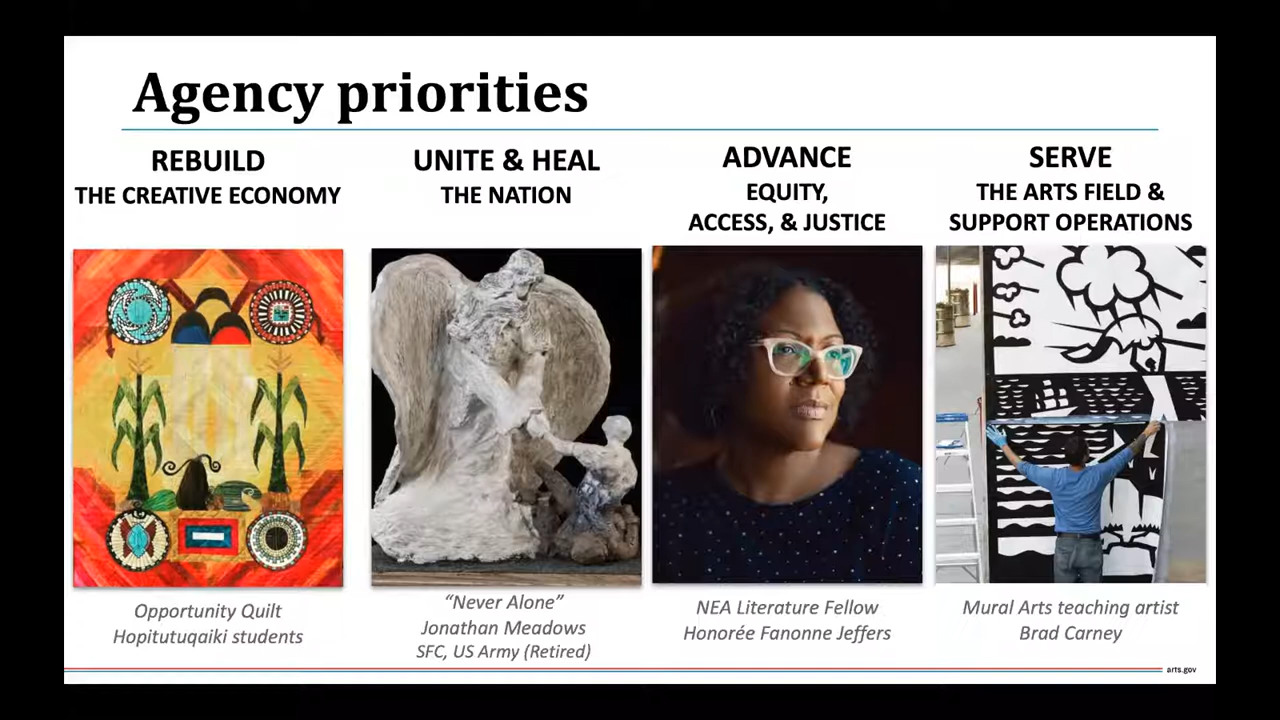 Agency priorities
REBUILD
THE CREATIVE ECONOMY
UNITE & HEAL
THE NATION
ADVANCE
EQUITY,
ACCESS, & JUSTICE
SERVE
THE ARTS FIELD &
SUPPORT OPERATIONS
Opportunity Quilt
Hopitutuqaiki students
“Never Alone”
Jonathan Meadows
SFC, US Army (Retired)
NEA Literature Fellow
Honorée Fanonne Jeffers
Mural Arts teaching artist
Brad Carney
arts.gov